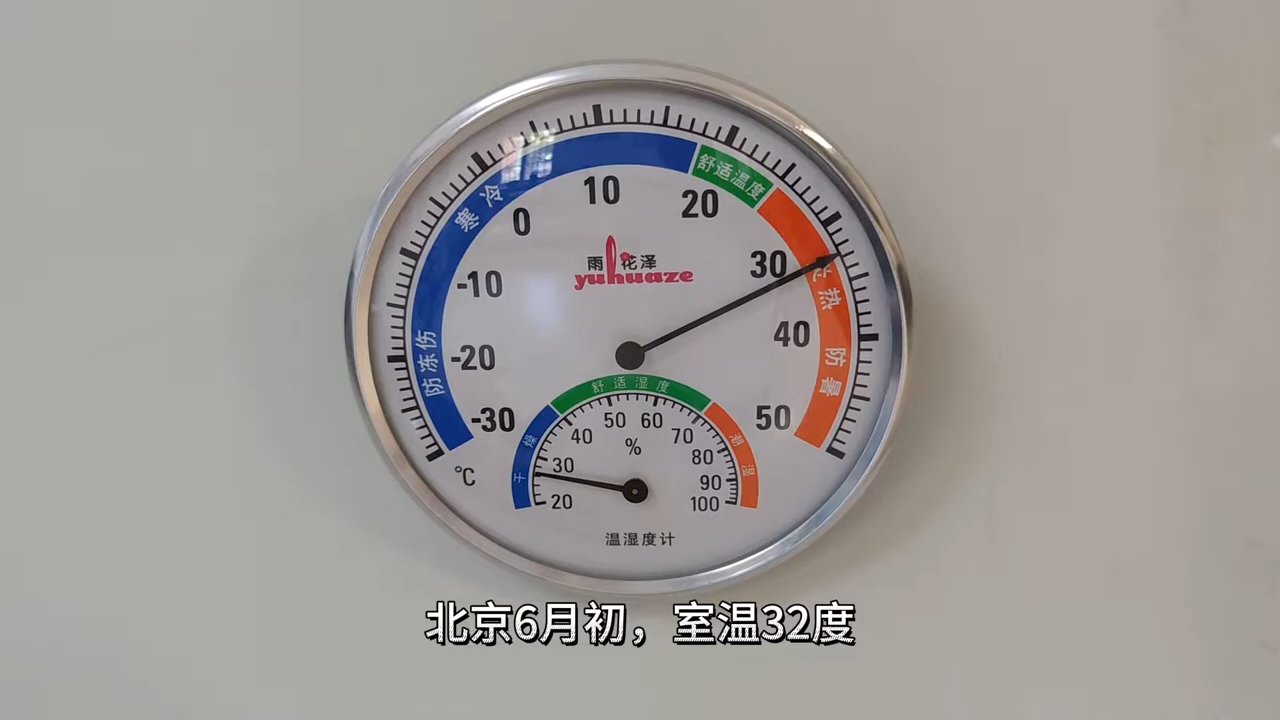 寒冷
舒适温度
炎热
防暑
防冻伤
-30
-20
-10
0
10
20
30
40
50
℃
雨花泽
yuhuaze
干燥
舒适湿度
潮湿
20
30
40
50
60
70
80
90
100
%
温湿度计
北京6月初，室温32度